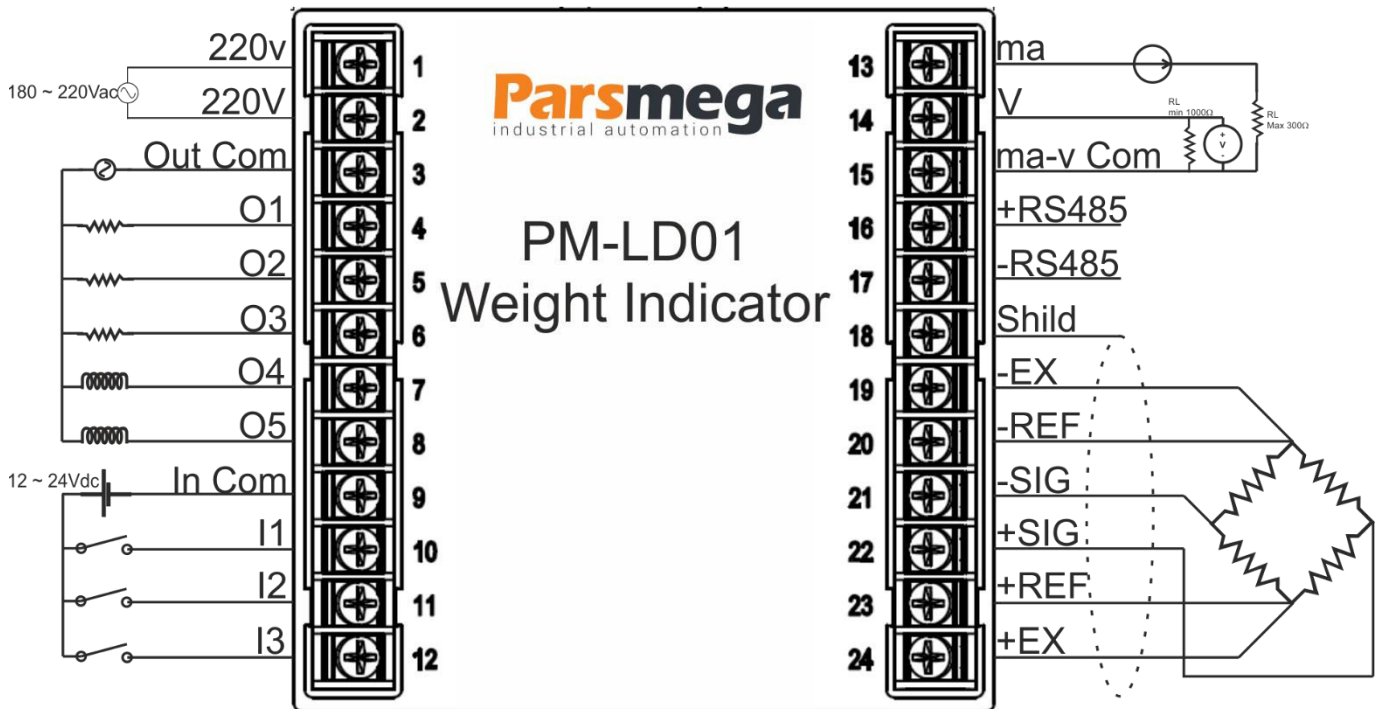 220v
1
180 ~ 220Vac
220V
2
Out Com
3
O1
4
O2
5
O3
6
O4
7
O5
8
12 ~ 24Vdc
In Com
9
I1
10
I2
11
I3
12
Parsmega
industrial automation
PM-LD01
Weight Indicator
13
ma
14
V
RL
min 1000Ω
+
v
-
RL
Max 300Ω
15
ma-v Com
16
+RS485
17
-RS485
18
Shild
19
-EX
20
-REF
21
-SIG
22
+SIG
23
+REF
24
+EX